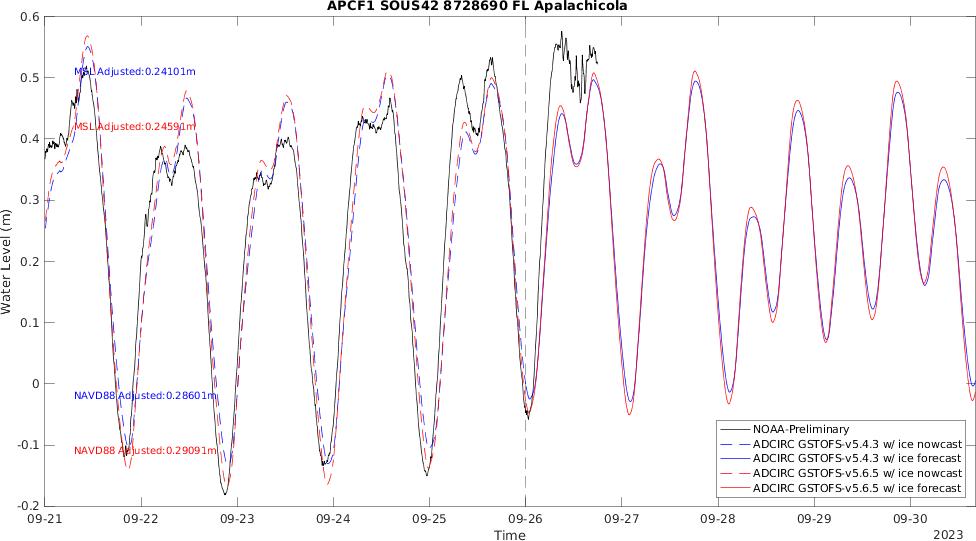 APCF1 SOUS42 8728690 FL Apalachicola
0.6
0.5
0.4
0.3
0.2
0.1
0
-0.1
-0.2
Water Level (m)
MSL Adjusted:0.24101m
MSL Adjusted:0.24591m
NAVD88 Adjusted:0.28601m
NAVD88 Adjusted:0.29091m
NOAA-Preliminary
ADCIRC GSTOFS-v5.4.3 w/ ice nowcast
ADCIRC GSTOFS-v5.4.3 w/ ice forecast
ADCIRC GSTOFS-v5.6.5 w/ ice nowcast
ADCIRC GSTOFS-v5.6.5 w/ ice forecast
09-21 09-22 09-23 09-24 09-25 09-26 09-27 09-28 09-29 09-30
Time
2023